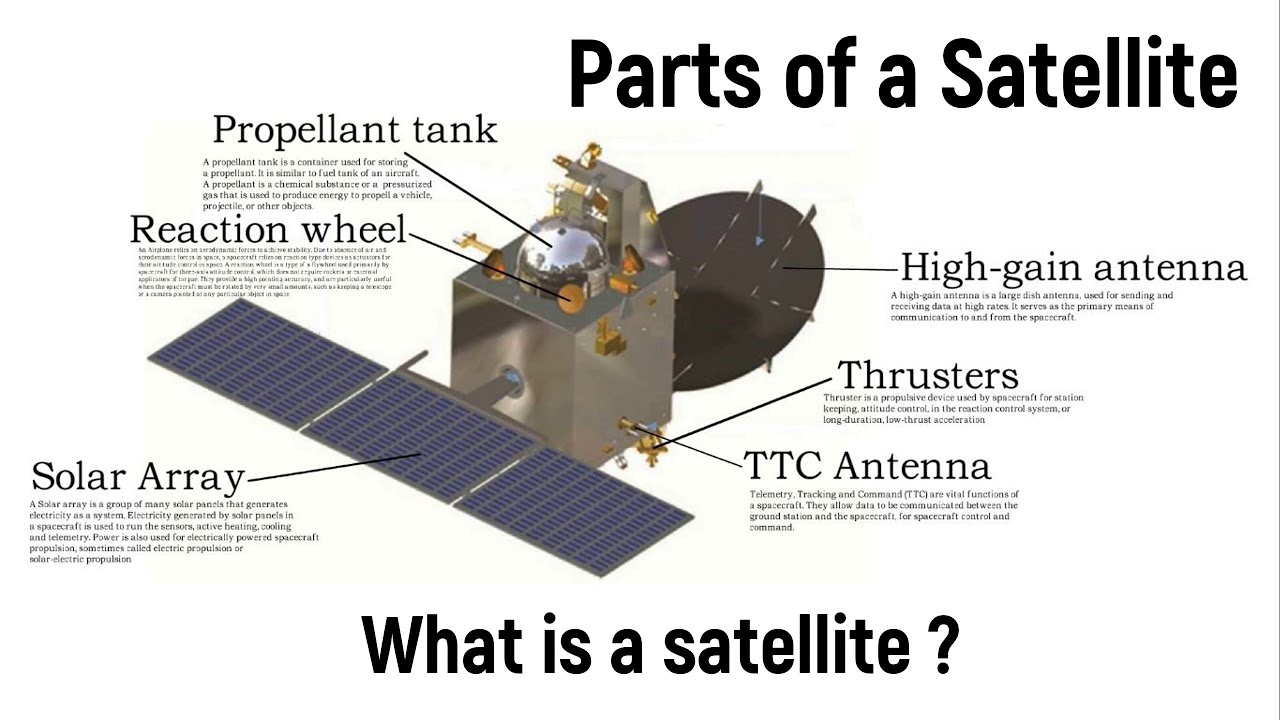 Parts of a Satellite
Propellant tank
A propellant tank is a container used for storing
a propellant. It is similar to fuel tank of an aircraft.
A propellant is a chemical substance or a pressurized
gas that is used to produce energy to propell a vehicle,
projectile, or other objects.
Reaction wheel
An Airplane relies on aerodynamic forces to achieve stability. Due to absence of air and
aerodynamic forces in space, a spacecraft relies on reaction type devices as actuators for
their attitude control in space. A reaction wheel is a type of a flywheel used primarily by
spacecraft for three-axis attitude control, which does not require rockets or external
applicators of torque. They provide a high pointing accuracy, and are particularly useful
when the spacecraft must be rotated by very small amounts, such as keeping a telescope
or a camera pointed at any particular object in space
High-gain antenna
A high-gain antenna is a large dish antenna, used for sending and
receiving data at high rates. It serves as the primary means of
communication to and from the spacecraft.
Thrusters
Thruster is a propulsive device used by spacecraft for station
keeping, attitude control, in the reaction control system, or
long-duration, low-thrust acceleration
TTC Antenna
Telemetry, Tracking and Command (TTC) are vital functions of
a spacecraft. They allow data to be communicated between the
ground station and the spacecraft, for spacecraft control and
command.
Solar Array
A Solar array is a group of many solar panels that generates
electricity as a system. Electricity generated by solar panels in
a spacecraft is used to run the sensors, active heating, cooling
and telemetry. Power is also used for electrically powered spacecraft
propulsion, sometimes called electric propulsion or
solar-electric propulsion
What is a satellite ?